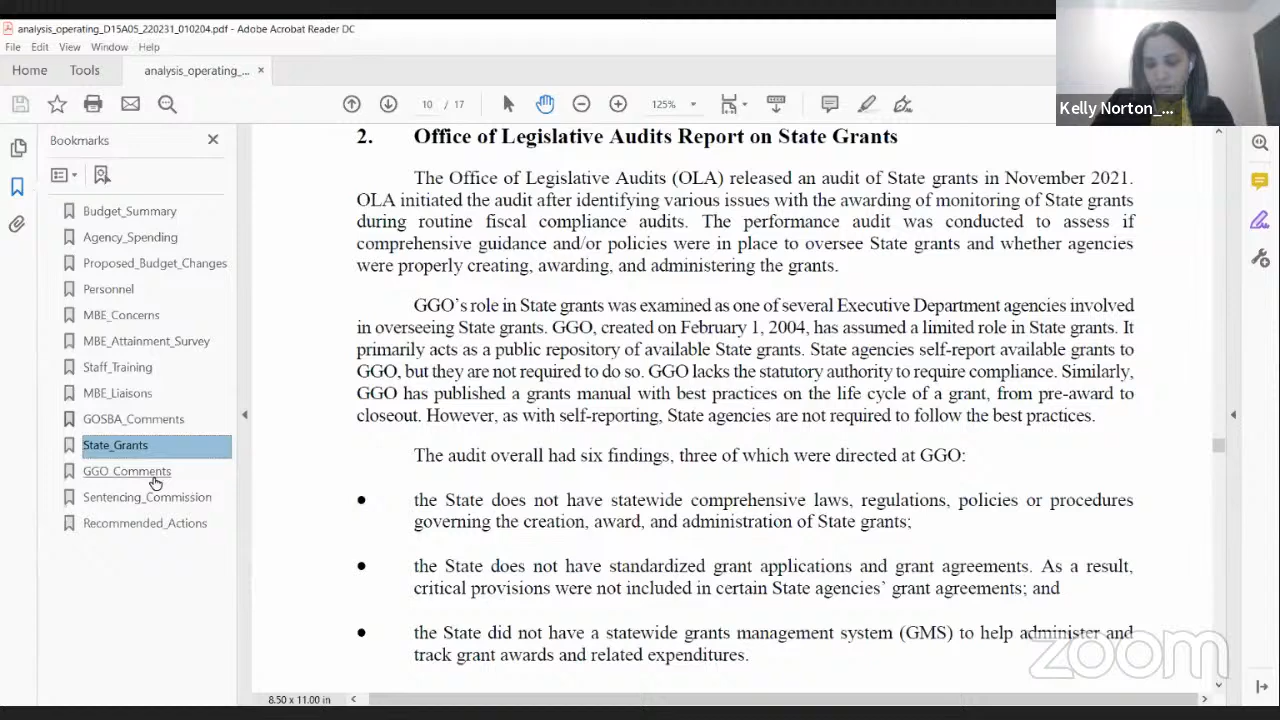 analysis_operating_D15A05_220231_010204.pdf - Adobe Acrobat Reader DC
File Edit View Window Help
Home Tools analysis_operating_... ×
10 / 17 125%
Kelly Norton_...
Bookmarks
Budget_Summary
Agency_Spending
Proposed_Budget_Changes
Personnel
MBE_Concerns
MBE_Attainment_Survey
Staff_Training
MBE_Liaisons
GOSBA_Comments
State_Grants
GGO_Comments
Sentencing_Commission
Recommended_Actions
2. Office of Legislative Audits Report on State Grants
The Office of Legislative Audits (OLA) released an audit of State grants in November 2021.
OLA initiated the audit after identifying various issues with the awarding of monitoring of State grants
during routine fiscal compliance audits. The performance audit was conducted to assess if
comprehensive guidance and/or policies were in place to oversee State grants and whether agencies
were properly creating, awarding, and administering the grants.
GGO's role in State grants was examined as one of several Executive Department agencies involved
in overseeing State grants. GGO, created on February 1, 2004, has assumed a limited role in State grants. It
primarily acts as a public repository of available State grants. State agencies self-report available grants to
GGO, but they are not required to do so. GGO lacks the statutory authority to require compliance. Similarly,
GGO has published a grants manual with best practices on the life cycle of a grant, from pre-award to
closeout. However, as with self-reporting, State agencies are not required to follow the best practices.
The audit overall had six findings, three of which were directed at GGO:
● the State does not have statewide comprehensive laws, regulations, policies or procedures
governing the creation, award, and administration of State grants;
● the State does not have standardized grant applications and grant agreements. As a result,
critical provisions were not included in certain State agencies' grant agreements; and
● the State did not have a statewide grants management system (GMS) to help administer and
track grant awards and related expenditures.
zoom
8.50 x 11.00 in